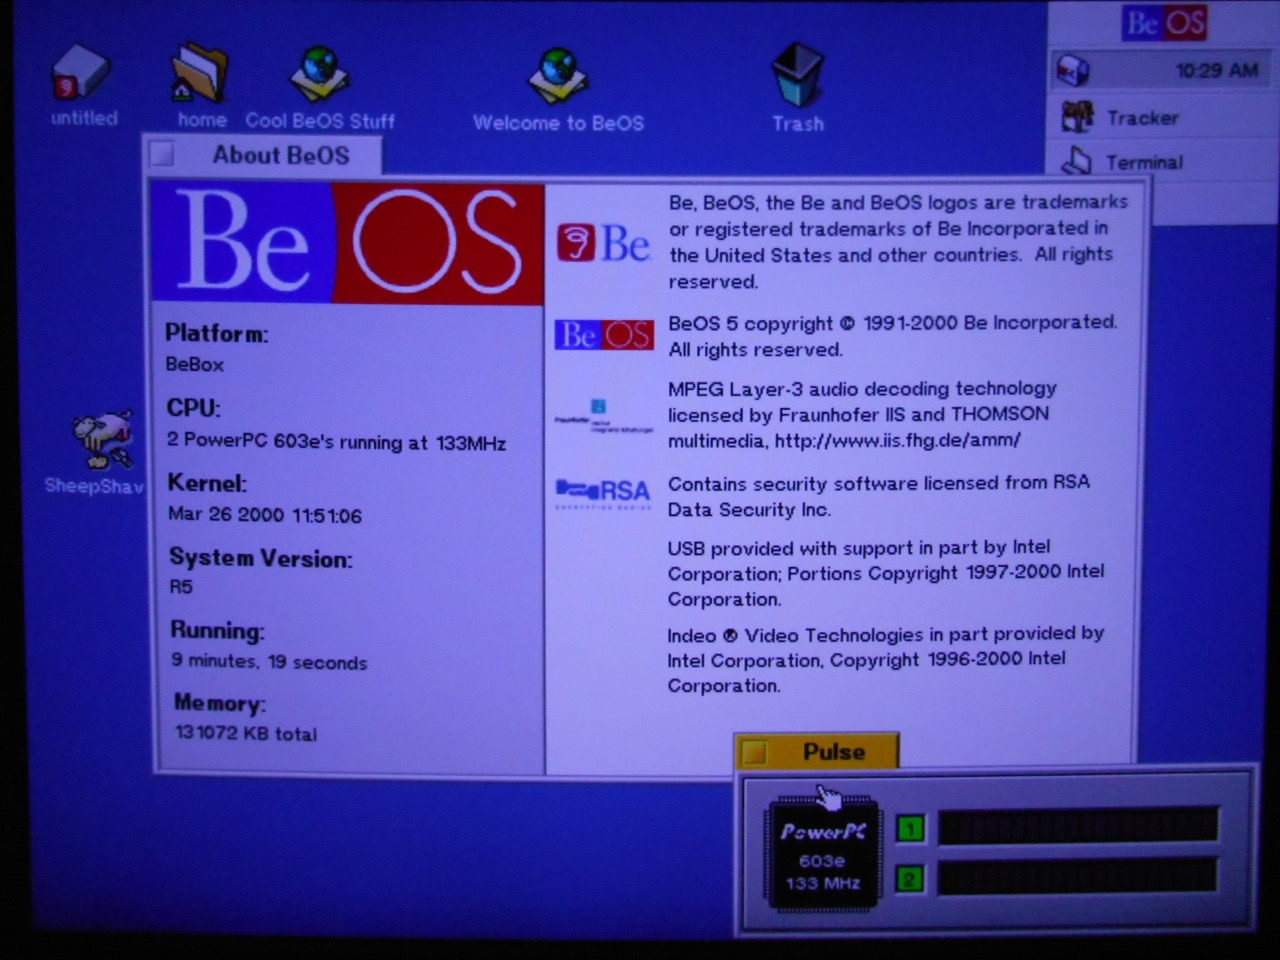 Be OS
10:29 AM
Tracker
Terminal
untitled
home
Cool BeOS Stuff
Welcome to BeOS
Trash
SheepShav
About BeOS
Be OS
Platform:
BeBox
CPU:
2 PowerPC 603e's running at 133MHz
Kernel:
Mar 26 2000 11:51:06
System Version:
R5
Running:
9 minutes, 19 seconds
Memory:
131072 KB total
Be
Be, BeOS, the Be and BeOS logos are trademarks
or registered trademarks of Be Incorporated in
the United States and other countries.  All rights
reserved.
Be OS
BeOS 5 copyright © 1991-2000 Be Incorporated.
All rights reserved.
MPEG Layer-3 audio decoding technology
licensed by Fraunhofer IIS and THOMSON
multimedia, http://www.iis.fhg.de/amm/
RSA
Contains security software licensed from RSA
Data Security Inc.
USB provided with support in part by Intel
Corporation; Portions Copyright 1997-2000 Intel
Corporation.
Indeo ® Video Technologies in part provided by
Intel Corporation, Copyright 1996-2000 Intel
Corporation.
Pulse
PowerPC
603e
133 MHz
1
2